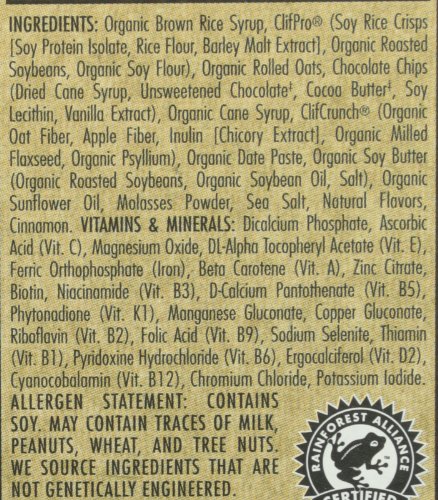 INGREDIENTS: Organic Brown Rice Syrup, ClifPro® (Soy Rice Crisps
[Soy Protein Isolate, Rice Flour, Barley Malt Extract], Organic Roasted
Soybeans, Organic Soy Flour), Organic Rolled Oats, Chocolate Chips
(Dried Cane Syrup, Unsweetened Chocolate‡, Cocoa Butter‡, Soy
Lecithin, Vanilla Extract), Organic Cane Syrup, ClifCrunch® (Organic
Oat Fiber, Apple Fiber, Inulin [Chicory Extract], Organic Milled
Flaxseed, Organic Psyllium), Organic Date Paste, Organic Soy Butter
(Organic Roasted Soybeans, Organic Soybean Oil, Salt), Organic
Sunflower Oil, Molasses Powder, Sea Salt, Natural Flavors,
Cinnamon. VITAMINS & MINERALS: Dicalcium Phosphate, Ascorbic
Acid (Vit. C), Magnesium Oxide, DL-Alpha Tocopheryl Acetate (Vit. E),
Ferric Orthophosphate (Iron), Beta Carotene (Vit. A), Zinc Citrate,
Biotin, Niacinamide (Vit. B3), D-Calcium Pantothenate (Vit. B5),
Phytonadione (Vit. K1), Manganese Gluconate, Copper Gluconate,
Riboflavin (Vit. B2), Folic Acid (Vit. B9), Sodium Selenite, Thiamin
(Vit. B1), Pyridoxine Hydrochloride (Vit. B6), Ergocalciferol (Vit. D2),
Cyanocobalamin (Vit. B12), Chromium Chloride, Potassium Iodide.
ALLERGEN STATEMENT: CONTAINS
SOY. MAY CONTAIN TRACES OF MILK,
PEANUTS, WHEAT, AND TREE NUTS.
WE SOURCE INGREDIENTS THAT ARE
NOT GENETICALLY ENGINEERED.
RAINFOREST ALLIANCE
CERTIFIED